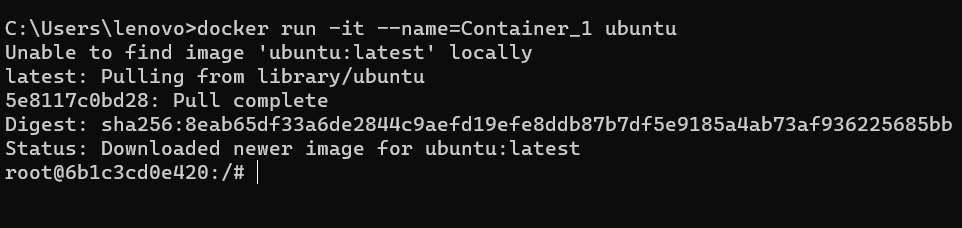 C:\Users\lenovo>docker run -it --name=Container_1 ubuntu
Unable to find image 'ubuntu:latest' locally
latest: Pulling from library/ubuntu
5e8117c0bd28: Pull complete
Digest: sha256:8eab65df33a6de2844c9aefd19efe8ddb87b7df5e9185a4ab73af936225685bb
Status: Downloaded newer image for ubuntu:latest
root@6b1c3cd0e420:/#